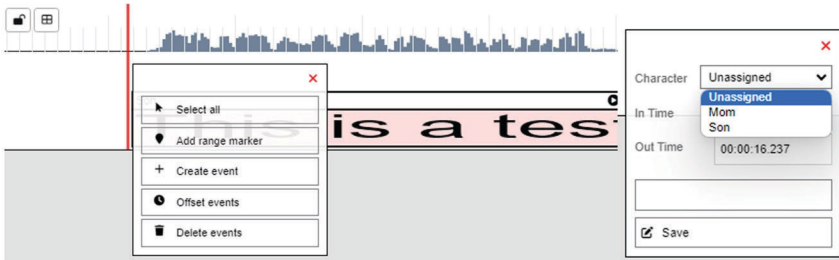 Select all
Add range marker
Create event
Offset events
Delete events
This is a tes
Character
Unassigned
Unassigned
Mom
Son
In Time
Out Time
00:00:16.237
Save